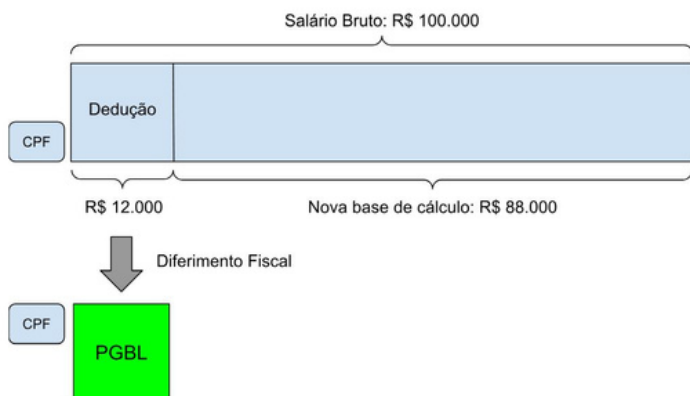 Salário Bruto: R$ 100.000
Dedução
CPF
R$ 12.000
Nova base de cálculo: R$ 88.000
Diferimento Fiscal
CPF
PGBL